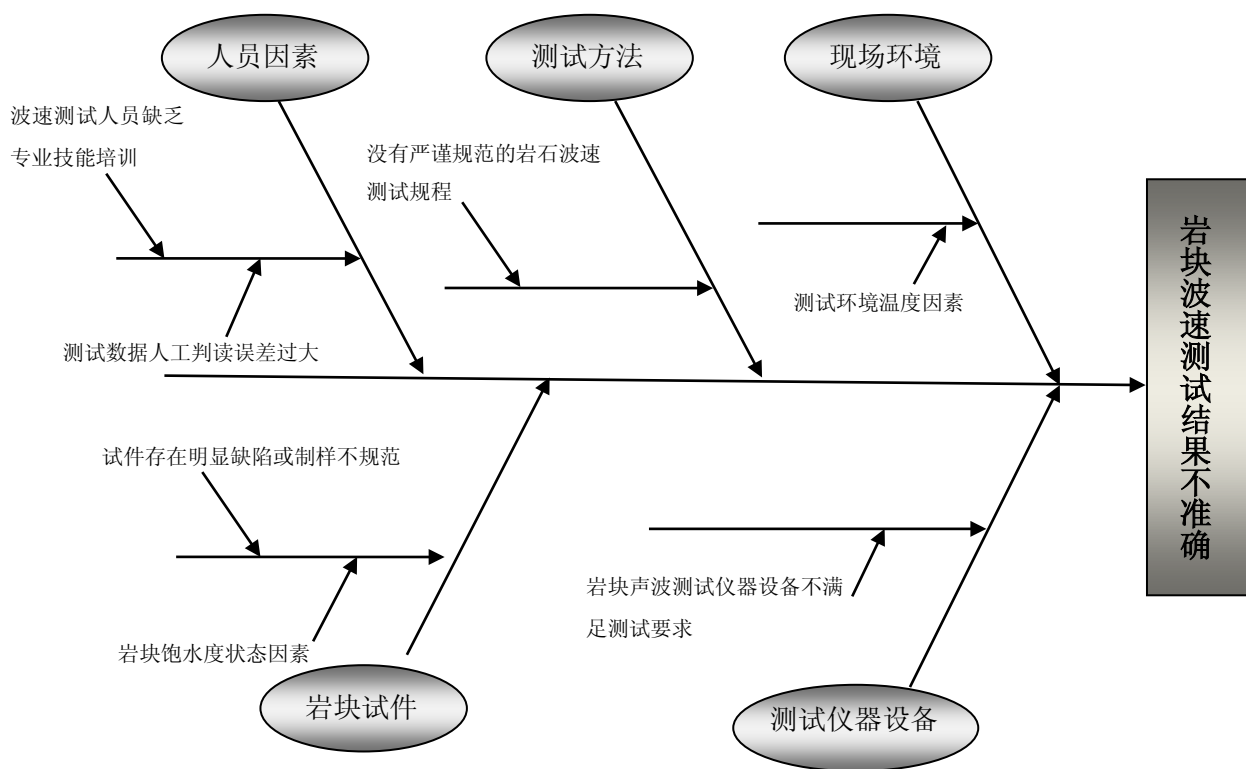 人员因素
测试方法
现场环境
波速测试人员缺乏
专业技能培训
没有严谨规范的岩石波速
测试规程
测试环境温度因素
测试数据人工判读误差过大
岩块波速测试结果不准确
试件存在明显缺陷或制样不规范
岩块声波测试仪器设备不满
足测试要求
岩块饱水度状态因素
岩块试件
测试仪器设备